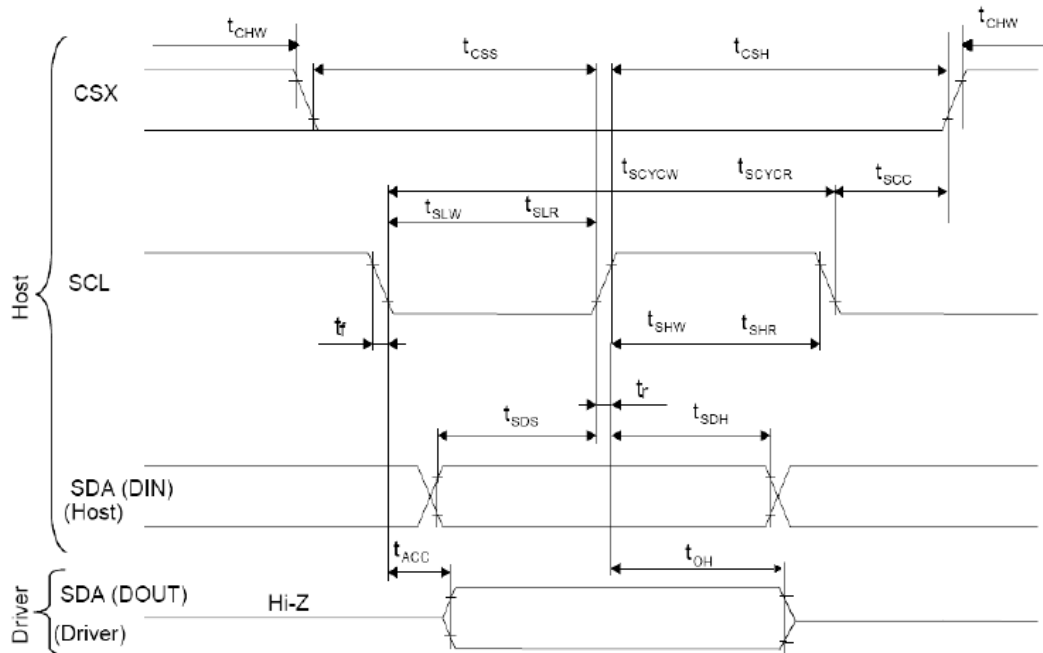 tCHW
tCHW
tCSS
tCSH
CSX
tSCYCW
tSCYCR
tSCC
tSLW
tSLR
SCL
Host
tf
tSHW
tSHR
tr
tSDS
tSDH
SDA (DIN)
(Host)
tACC
tOH
SDA (DOUT)
Hi-Z
(Driver)
Driver